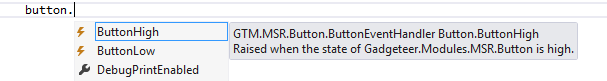 button.
ButtonHigh
ButtonLow
DebugPrintEnabled
GTM.MSR.Button.ButtonEventHandler Button.ButtonHigh
Raised when the state of Gadgeteer.Modules.MSR.Button is high.